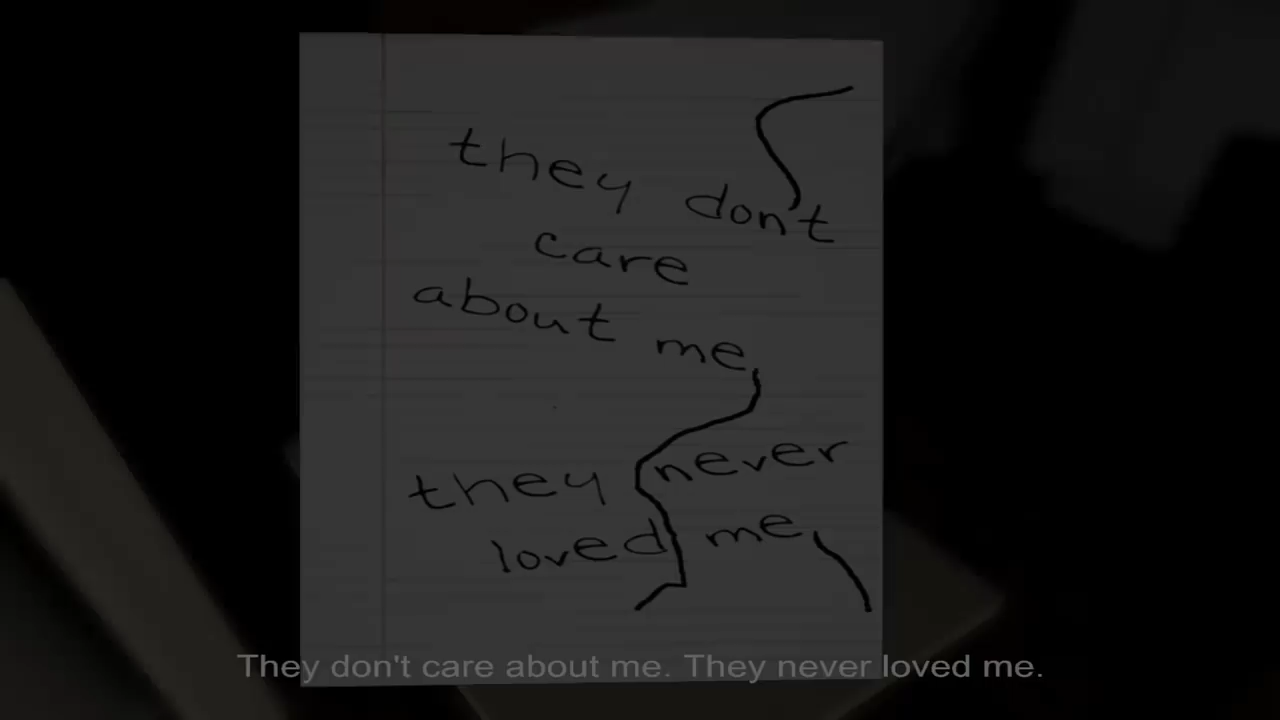 they don't
care
about me
they never
loved me
They don't care about me. They never loved me.